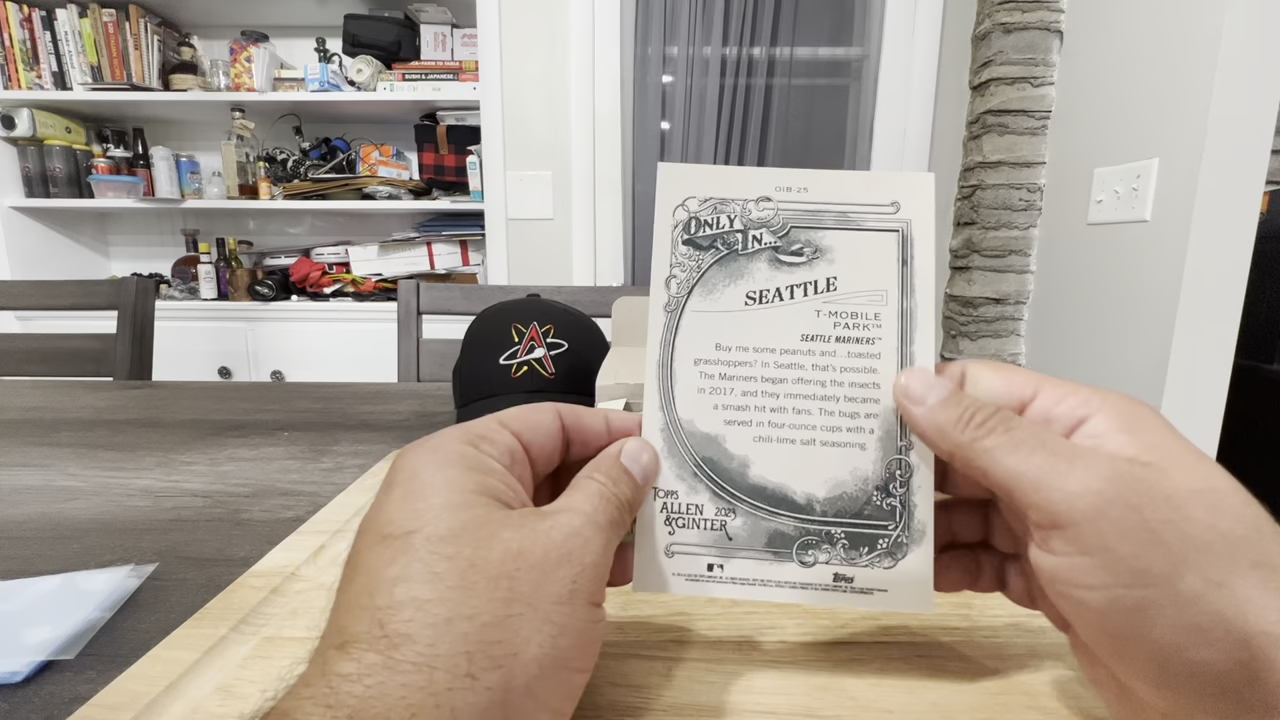 SUSHI & JAPANESE
OIB-25
ONLY
IN...
SEATTLE
T-MOBILE
PARK™
SEATTLE MARINERS™
Buy me some peanuts and...toasted
grasshoppers? In Seattle, that's possible.
The Mariners began offering the insects
in 2017, and they immediately became
a smash hit with fans. The bugs are
served in four-ounce cups with a
chili-lime salt seasoning.
TOPPS
ALLEN 2023
& GINTER
TOPPS